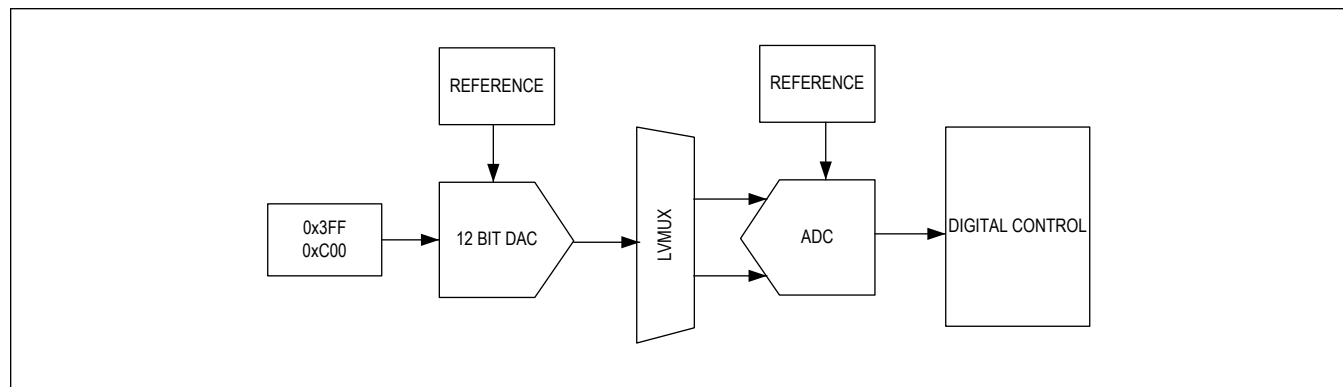 REFERENCE
REFERENCE
0x3FF
0xC00
12 BIT DAC
LVMUX
ADC
DIGITAL CONTROL